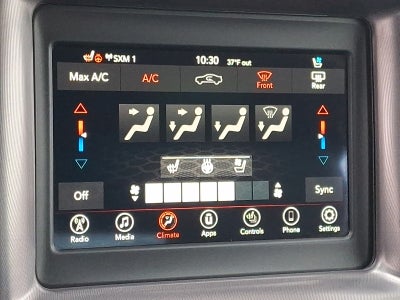 SXM 1 10:30 37°F out
Max A/C A/C Front Rear
Off Sync
Radio Media Climate Apps Controls Phone Settings